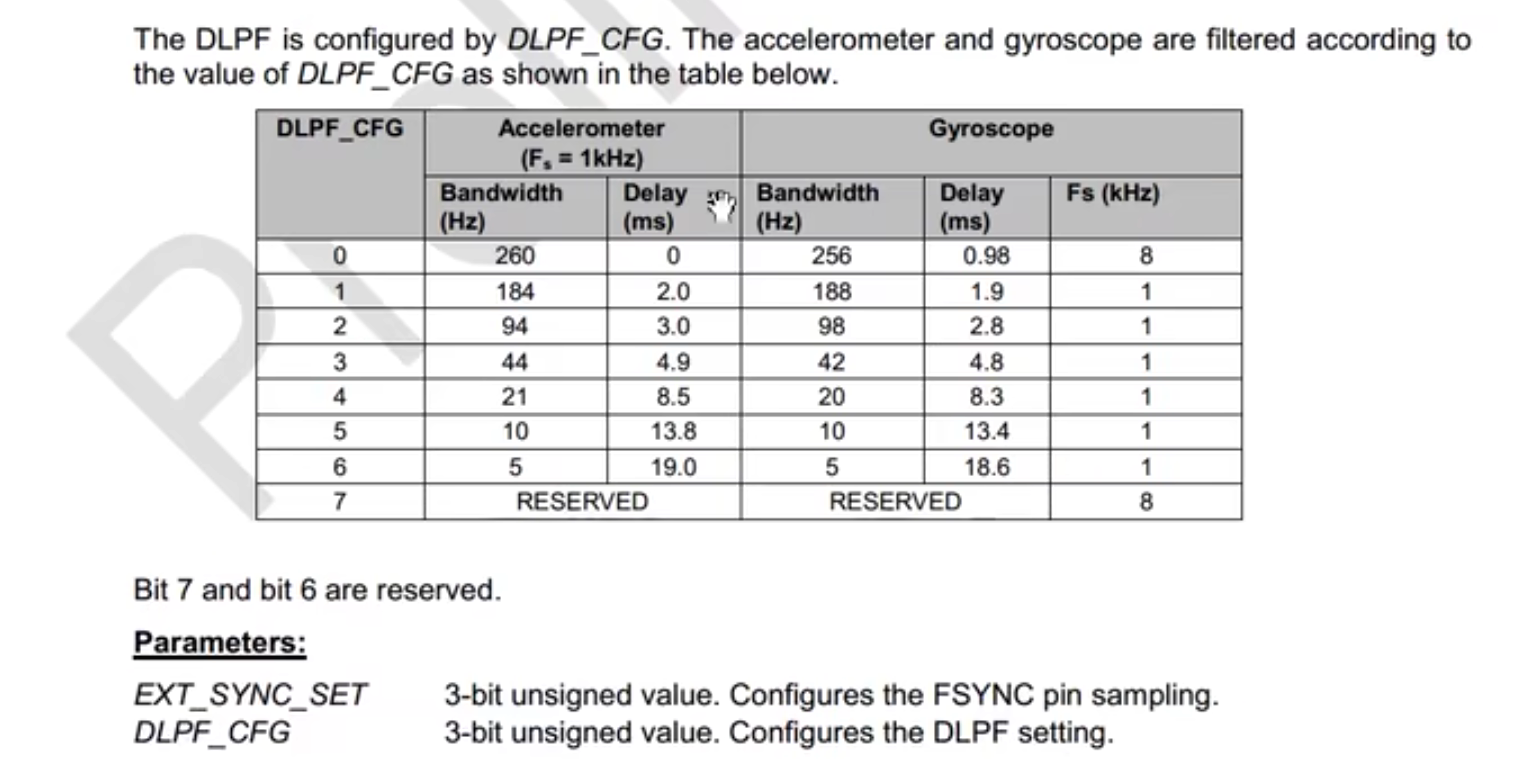 The DLPF is configured by DLPF_CFG. The accelerometer and gyroscope are filtered according to
the value of DLPF_CFG as shown in the table below.
DLPF_CFG Accelerometer Gyroscope
(Fs = 1kHz)
Bandwidth Delay Bandwidth Delay Fs (kHz)
(Hz) (ms) (Hz) (ms)
0 260 0 256 0.98 8
1 184 2.0 188 1.9 1
2 94 3.0 98 2.8 1
3 44 4.9 42 4.8 1
4 21 8.5 20 8.3 1
5 10 13.8 10 13.4 1
6 5 19.0 5 18.6 1
7 RESERVED RESERVED 8
Bit 7 and bit 6 are reserved.
Parameters:
EXT_SYNC_SET 3-bit unsigned value. Configures the FSYNC pin sampling.
DLPF_CFG 3-bit unsigned value. Configures the DLPF setting.